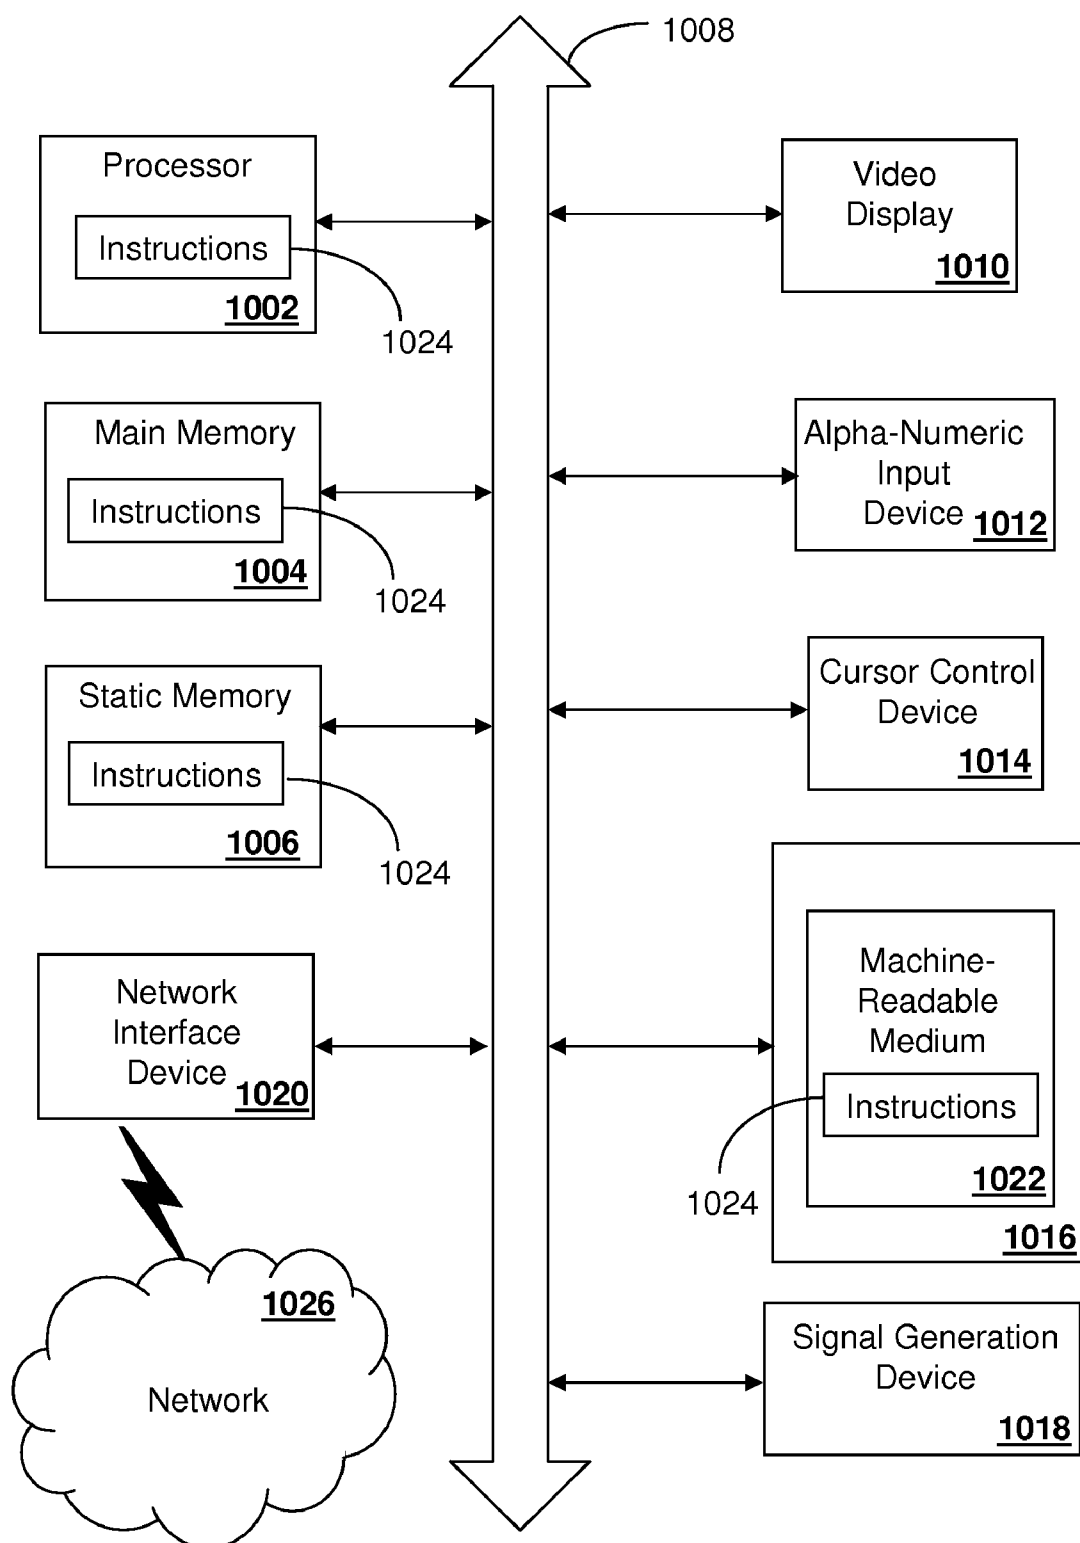 1008
Processor
Instructions
1002
1024
Main Memory
Instructions
1004
1024
Static Memory
Instructions
1006
1024
Network
Interface
Device
1020
1026
Network
Video
Display
1010
Alpha-Numeric
Input
Device
1012
Cursor Control
Device
1014
Machine-
Readable
Medium
Instructions
1024
1022
1016
Signal Generation
Device
1018